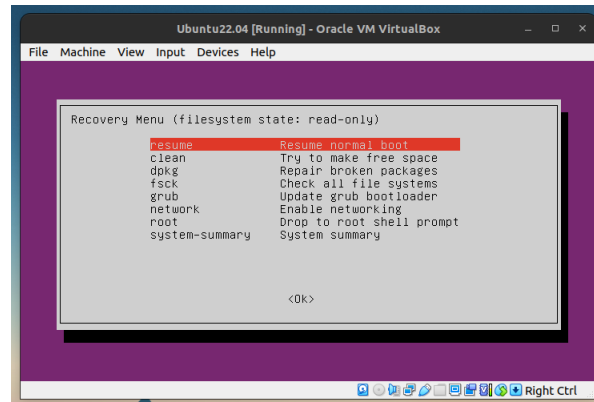 Ubuntu22.04 [Running] - Oracle VM VirtualBox
File Machine View Input Devices Help
Recovery Menu (filesystem state: read-only)
resume Resume normal boot
clean Try to make free space
dpkg Repair broken packages
fsck Check all file systems
grub Update grub bootloader
network Enable networking
root Drop to root shell prompt
system-summary System summary
<Ok>
Right Ctrl